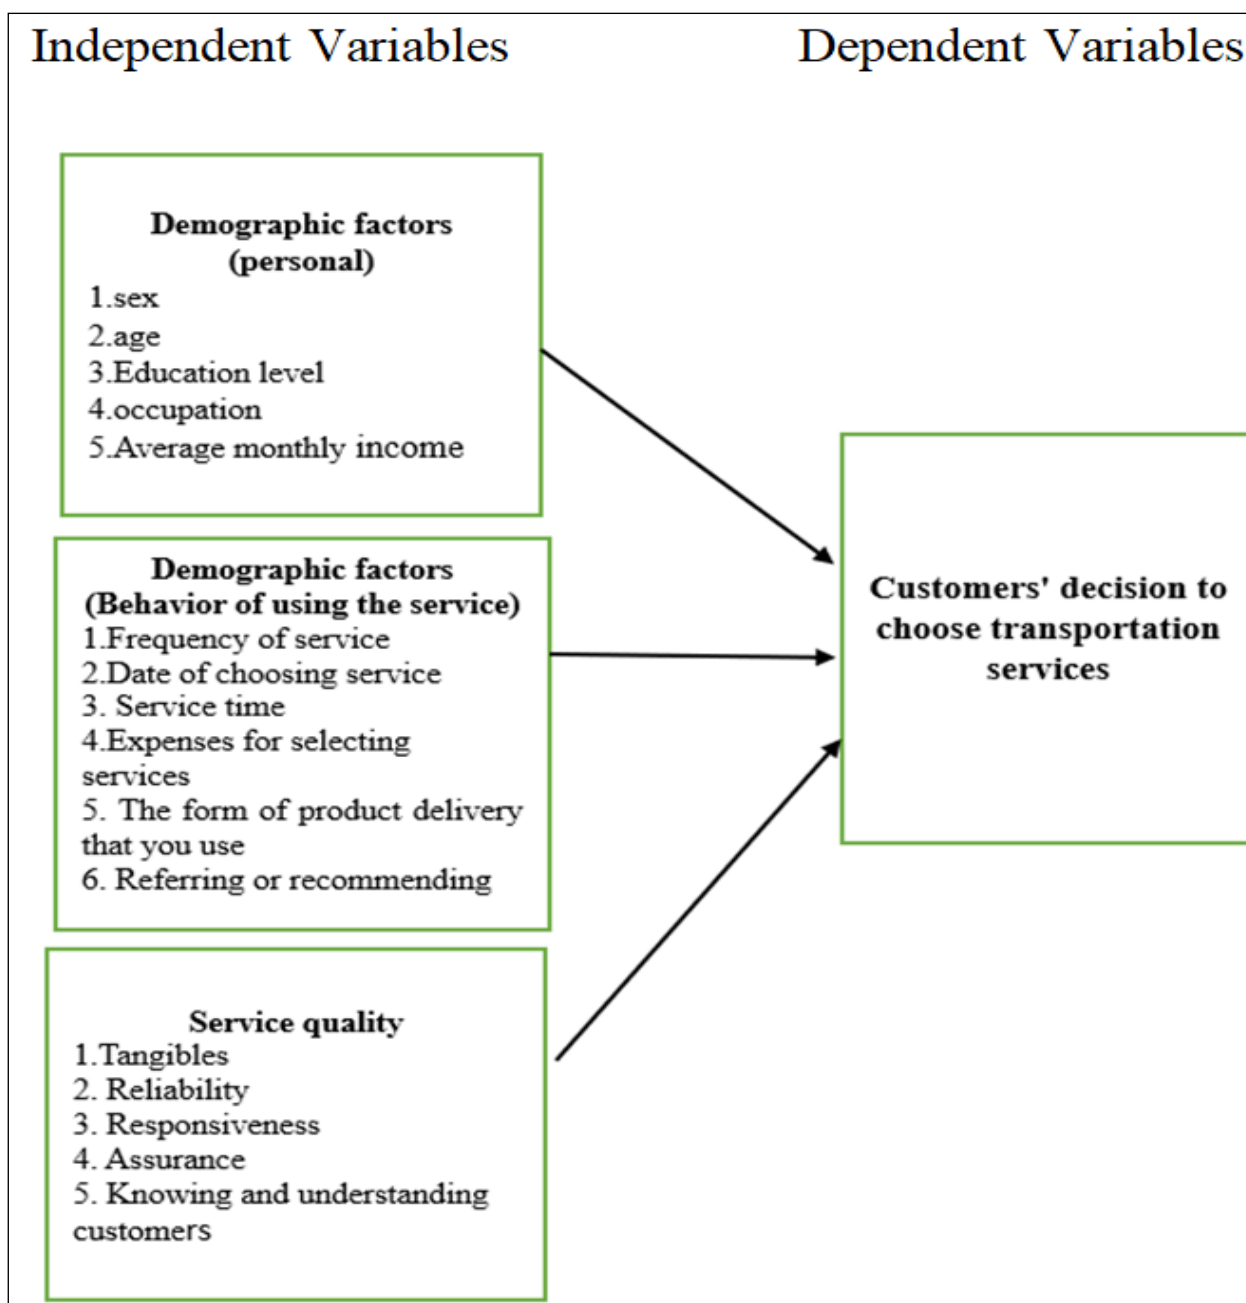 Independent Variables
Dependent Variables
Demographic factors
(personal)
1.sex
2.age
3.Education level
4.occupation
5.Average monthly income
Demographic factors
(Behavior of using the service)
1.Frequency of service
2.Date of choosing service
3. Service time
4.Expenses for selecting
services
5. The form of product delivery
that you use
6. Referring or recommending
Service quality
1.Tangibles
2. Reliability
3. Responsiveness
4. Assurance
5. Knowing and understanding
customers
Customers' decision to
choose transportation
services